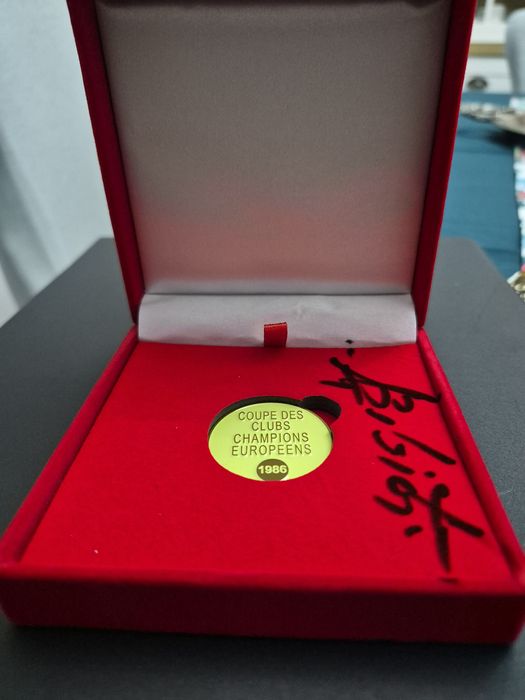 COUPE DES
CLUBS
CHAMPIONS
EUROPEENS
1986